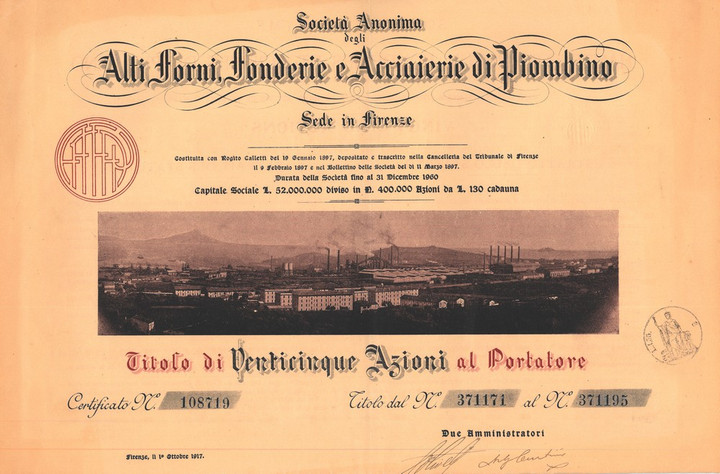 Società Anonima
degli
Alti Forni, Fonderie e Acciaierie di Piombino
Sede in Firenze
Costituita con Rogito Calletti del 19 Gennaio 1897, depositato e trascritto nella Cancelleria del Tribunale di Firenze
il 9 Febbraio 1897 e nel Bollettino delle Società del dì 11 Marzo 1897.
Durata della Società fino al 31 Dicembre 1960
Capitale Sociale L. 52.000.000 diviso in N. 400.000 Azioni da L. 130 cadauna
Titolo di Venticinque Azioni al Portatore
Certificato N.º 108719 Titolo dal N.º 371171 al N.º 371195
Due Amministratori
Firenze, il 1º Ottobre 1917.